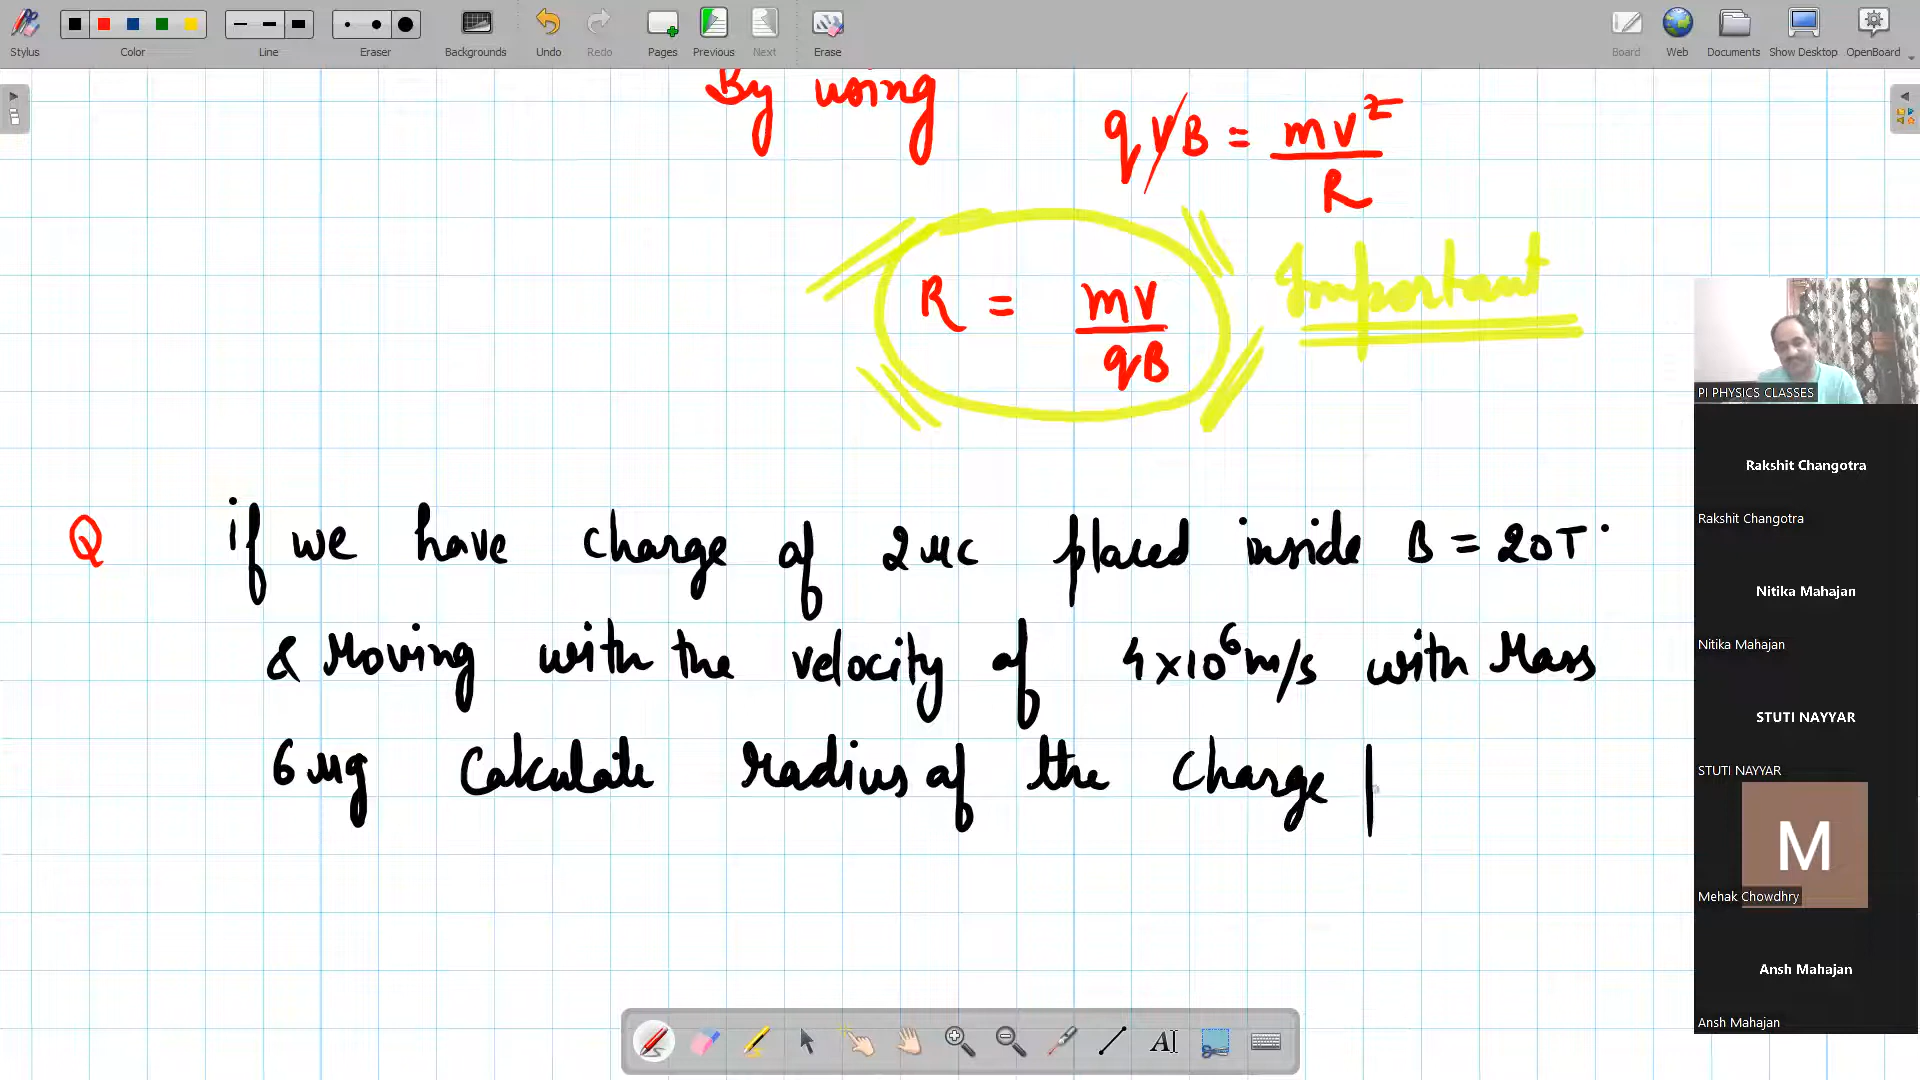 Stylus
Color
Line
Eraser
Backgrounds
Undo
Redo
Pages
Previous
Next
Erase
Board
Web
Documents
Show Desktop
OpenBoard
By using
qVB = mv²/R
R = mv/qB
Important
Q if we have charge of 2μc placed inside B = 20T
& Moving with the velocity of 4×10⁶m/s with Mass
6μg Calculate radius of the charge
PI PHYSICS CLASSES
Rakshit Changotra
Rakshit Changotra
Nitika Mahajan
Nitika Mahajan
STUTI NAYYAR
STUTI NAYYAR
M
Mehak Chowdhry
Ansh Mahajan
Ansh Mahajan